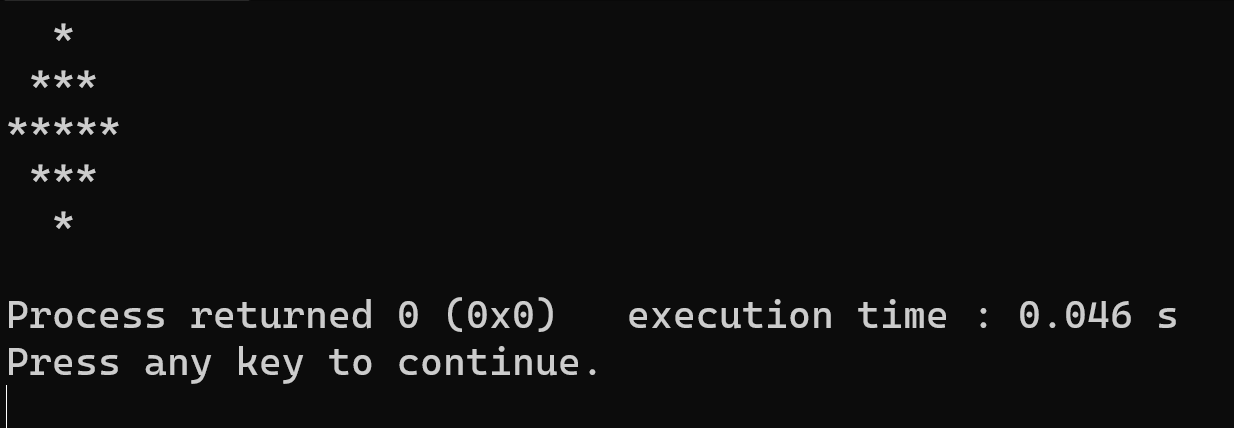 *
 ***
*****
 ***
  *

Process returned 0 (0x0)   execution time : 0.046 s
Press any key to continue.